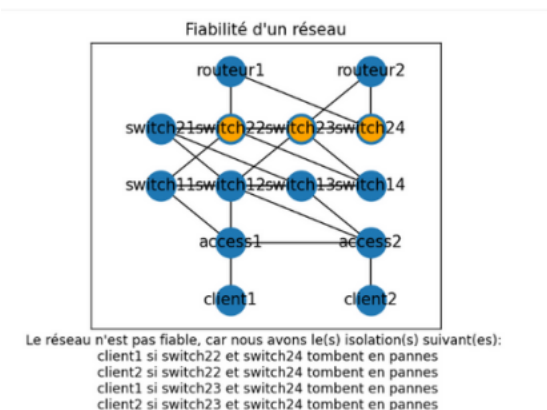 Fiabilité d'un réseau
routeur1 routeur2
switch21switch22switch23switch24
switch11switch12switch13switch14
access1 access2
client1 client2
Le réseau n'est pas fiable, car nous avons le(s) isolation(s) suivant(es):
client1 si switch22 et switch24 tombent en pannes
client2 si switch22 et switch24 tombent en pannes
client1 si switch23 et switch24 tombent en pannes
client2 si switch23 et switch24 tombent en pannes